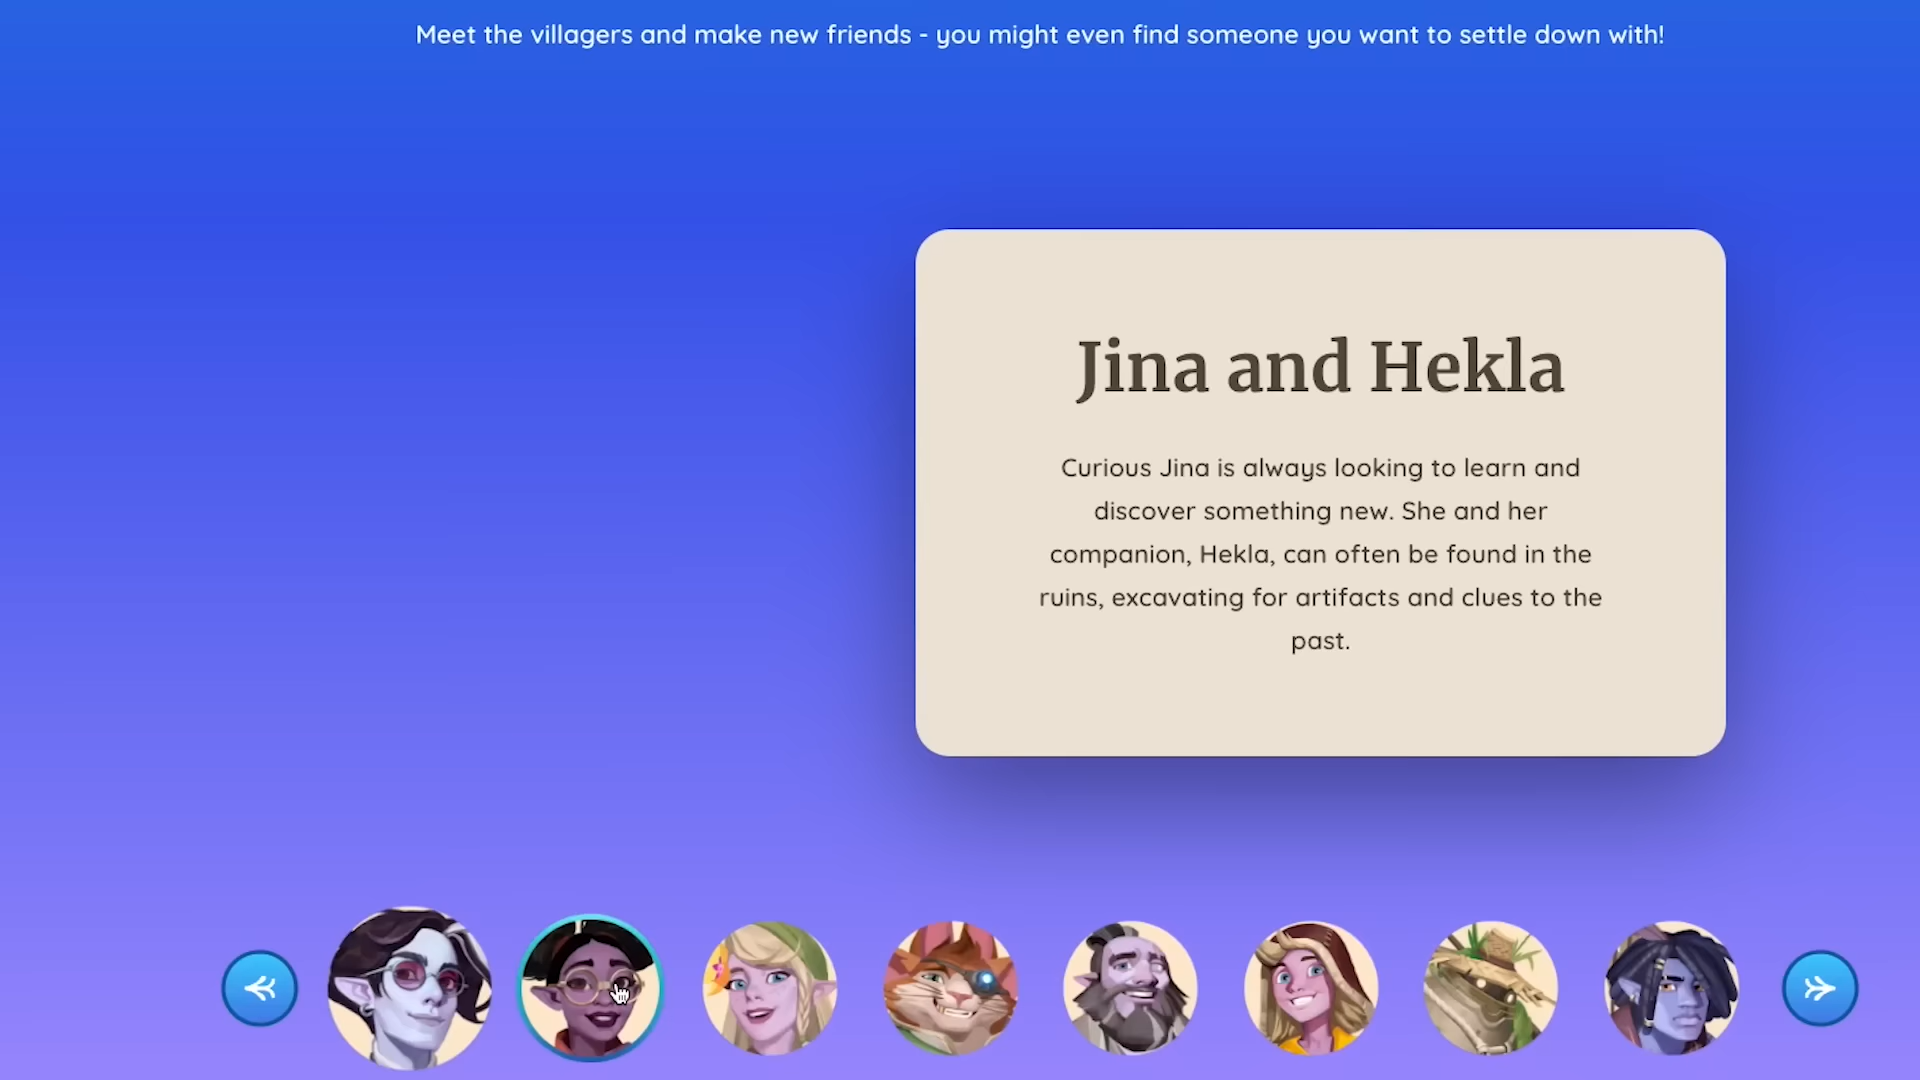 Meet the villagers and make new friends - you might even find someone you want to settle down with!
Jina and Hekla
Curious Jina is always looking to learn and
discover something new. She and her
companion, Hekla, can often be found in the
ruins, excavating for artifacts and clues to the
past.